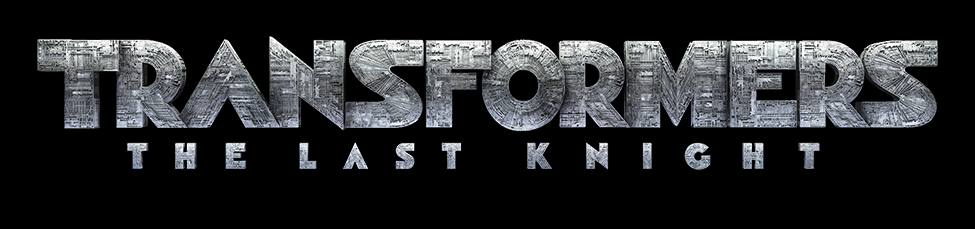 TRANSFORMERS
THE LAST KNIGHT